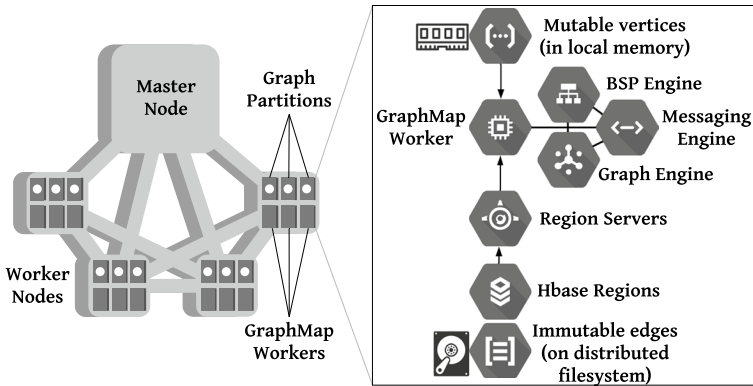 Master
Node
Graph
Partitions
Worker
Nodes
GraphMap
Workers
Mutable vertices
(in local memory)
BSP Engine
GraphMap
Worker
Messaging
Engine
Graph Engine
Region Servers
Hbase Regions
Immutable edges
(on distributed
filesystem)